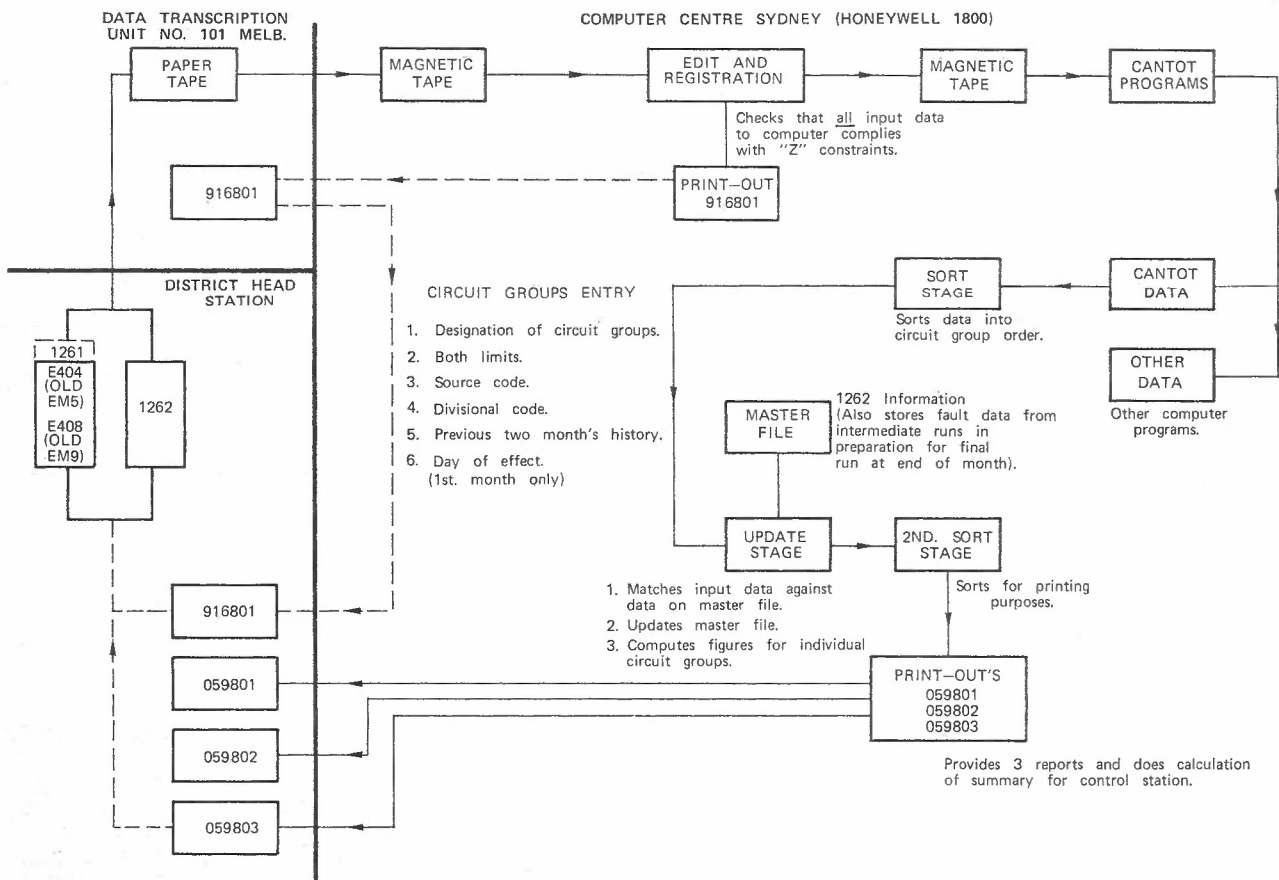 DATA TRANSCRIPTION
UNIT NO. 101 MELB.
COMPUTER CENTRE SYDNEY (HONEYWELL 1800)
PAPER
TAPE
MAGNETIC
TAPE
EDIT AND
REGISTRATION
MAGNETIC
TAPE
CANTOT
PROGRAMS
Checks that all input data
to computer complies
with "Z" constraints.
916801
PRINT—OUT
916801
DISTRICT HEAD
STATION
1261
E404
(OLD
EM5)
E408
(OLD
EM9)
1262
CIRCUIT GROUPS ENTRY
1. Designation of circuit groups.
2. Both limits.
3. Source code.
4. Divisional code.
5. Previous two month's history.
6. Day of effect.
(1st. month only)
SORT
STAGE
Sorts data into
circuit group order.
CANTOT
DATA
OTHER
DATA
Other computer
programs.
MASTER
FILE
1262 Information
(Also stores fault data from
intermediate runs in
preparation for final
run at end of month).
UPDATE
STAGE
2ND. SORT
STAGE
1. Matches input data against
data on master file.
2. Updates master file.
3. Computes figures for individual
circuit groups.
Sorts for printing
purposes.
916801
059801
059802
059803
PRINT—OUT'S
059801
059802
059803
Provides 3 reports and does calculation
of summary for control station.